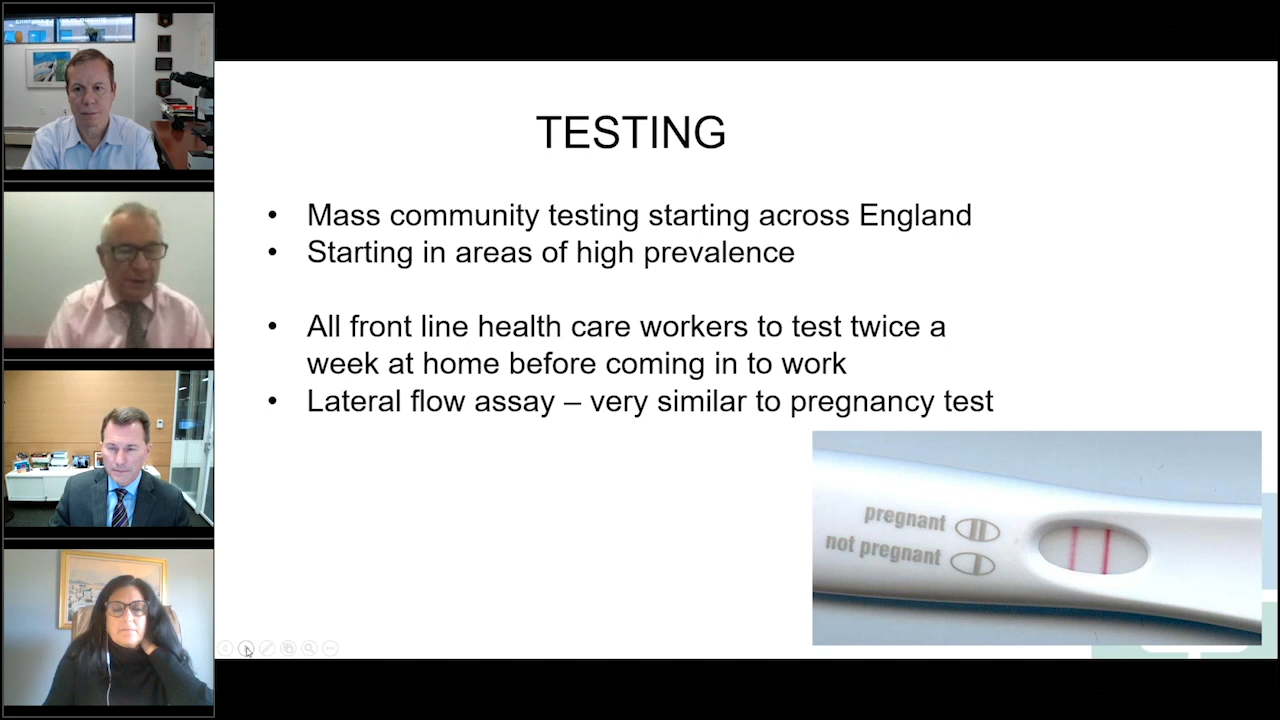 TESTING
• Mass community testing starting across England
• Starting in areas of high prevalence
• All front line health care workers to test twice a
week at home before coming in to work
• Lateral flow assay – very similar to pregnancy test
pregnant
not pregnant